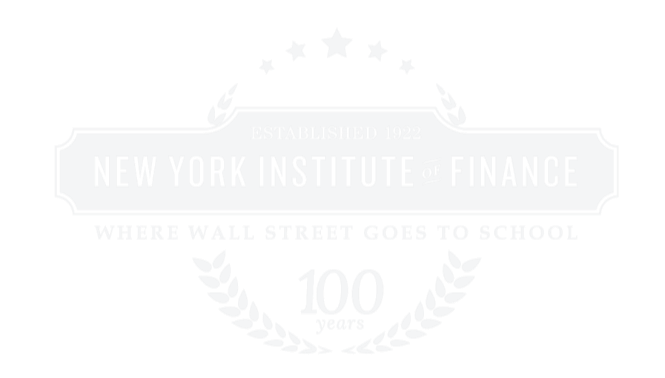 ESTABLISHED 1922
NEW YORK INSTITUTE of FINANCE
WHERE WALL STREET GOES TO SCHOOL
100
years